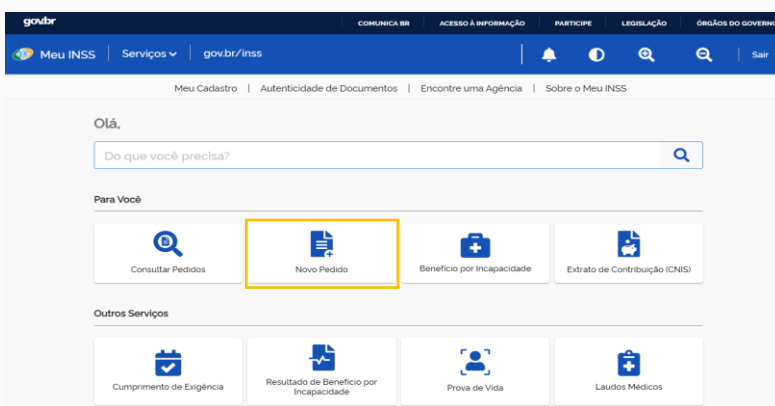 gov.br COMUNICA BR ACESSO À INFORMAÇÃO PARTICIPE LEGISLAÇÃO ÓRGÃOS DO GOVERNO
Meu INSS Serviços gov.br/inss Sair
Meu Cadastro | Autenticidade de Documentos | Encontre uma Agência | Sobre o Meu INSS
Olá,
Do que você precisa?
Para Você
Consultar Pedidos Novo Pedido Benefício por Incapacidade Extrato de Contribuição (CNIS)
Outros Serviços
Cumprimento de Exigência Resultado de Benefício por Incapacidade Prova de Vida Laudos Médicos